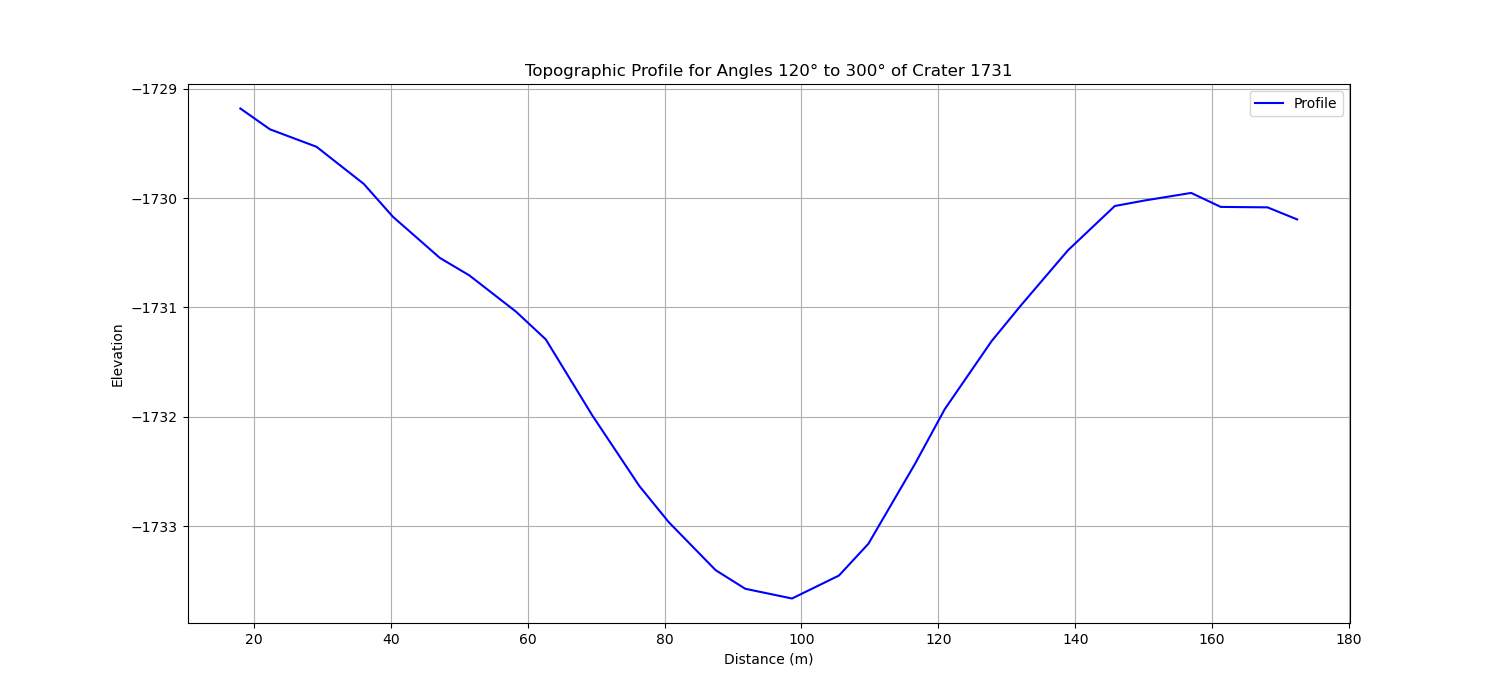 Topographic Profile for Angles 120° to 300° of Crater 1731
Profile
−1729
−1730
−1731
−1732
−1733
Elevation
20 40 60 80 100 120 140 160 180
Distance (m)